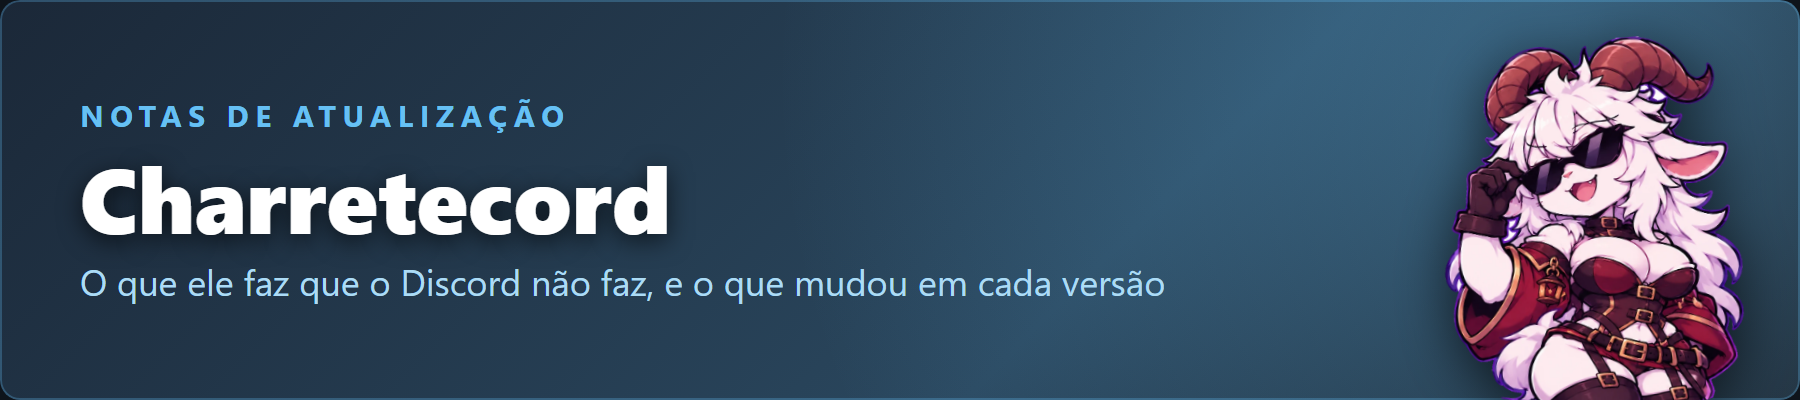 NOTAS DE ATUALIZAÇÃO
Charretecord
O que ele faz que o Discord não faz, e o que mudou em cada versão